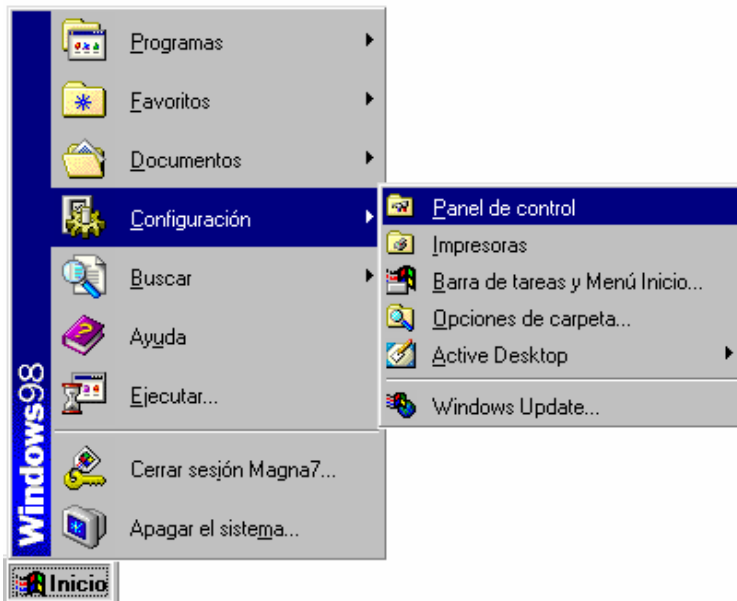 Programas
Favoritos
Documentos
Configuración
Buscar
Ayuda
Ejecutar...
Cerrar sesión Magna7...
Apagar el sistema...
Panel de control
Impresoras
Barra de tareas y Menú Inicio...
Opciones de carpeta...
Active Desktop
Windows Update...
Windows98
Inicio